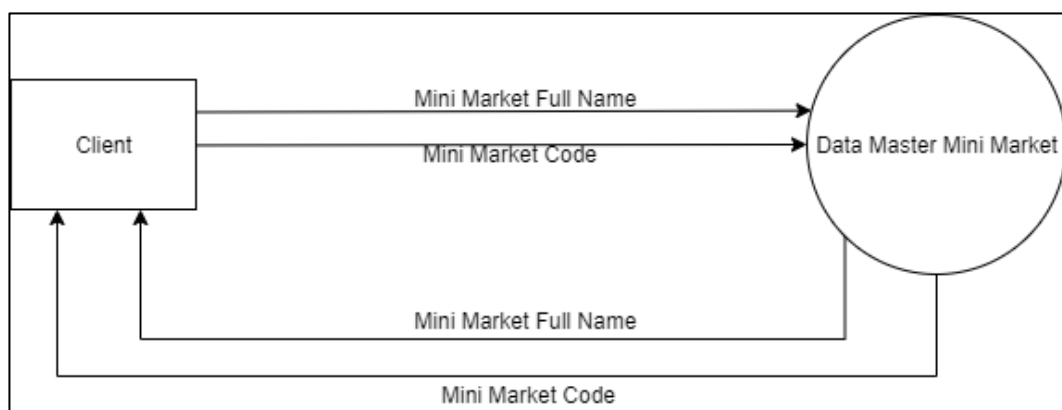 Mini Market Full Name
Client
Mini Market Code
Data Master Mini Market
Mini Market Full Name
Mini Market Code